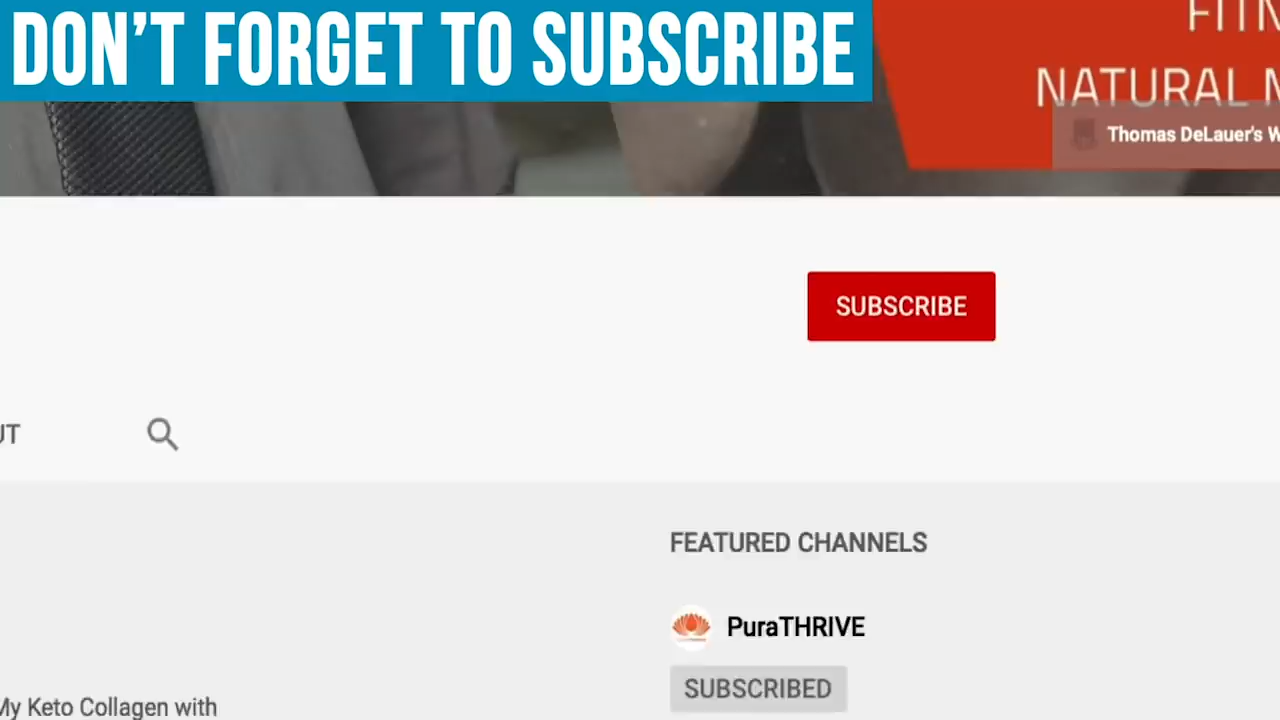 DON'T FORGET TO SUBSCRIBE
NATURAL
Thomas DeLauer's
SUBSCRIBE
FEATURED CHANNELS
PuraTHRIVE
SUBSCRIBED
My Keto Collagen with